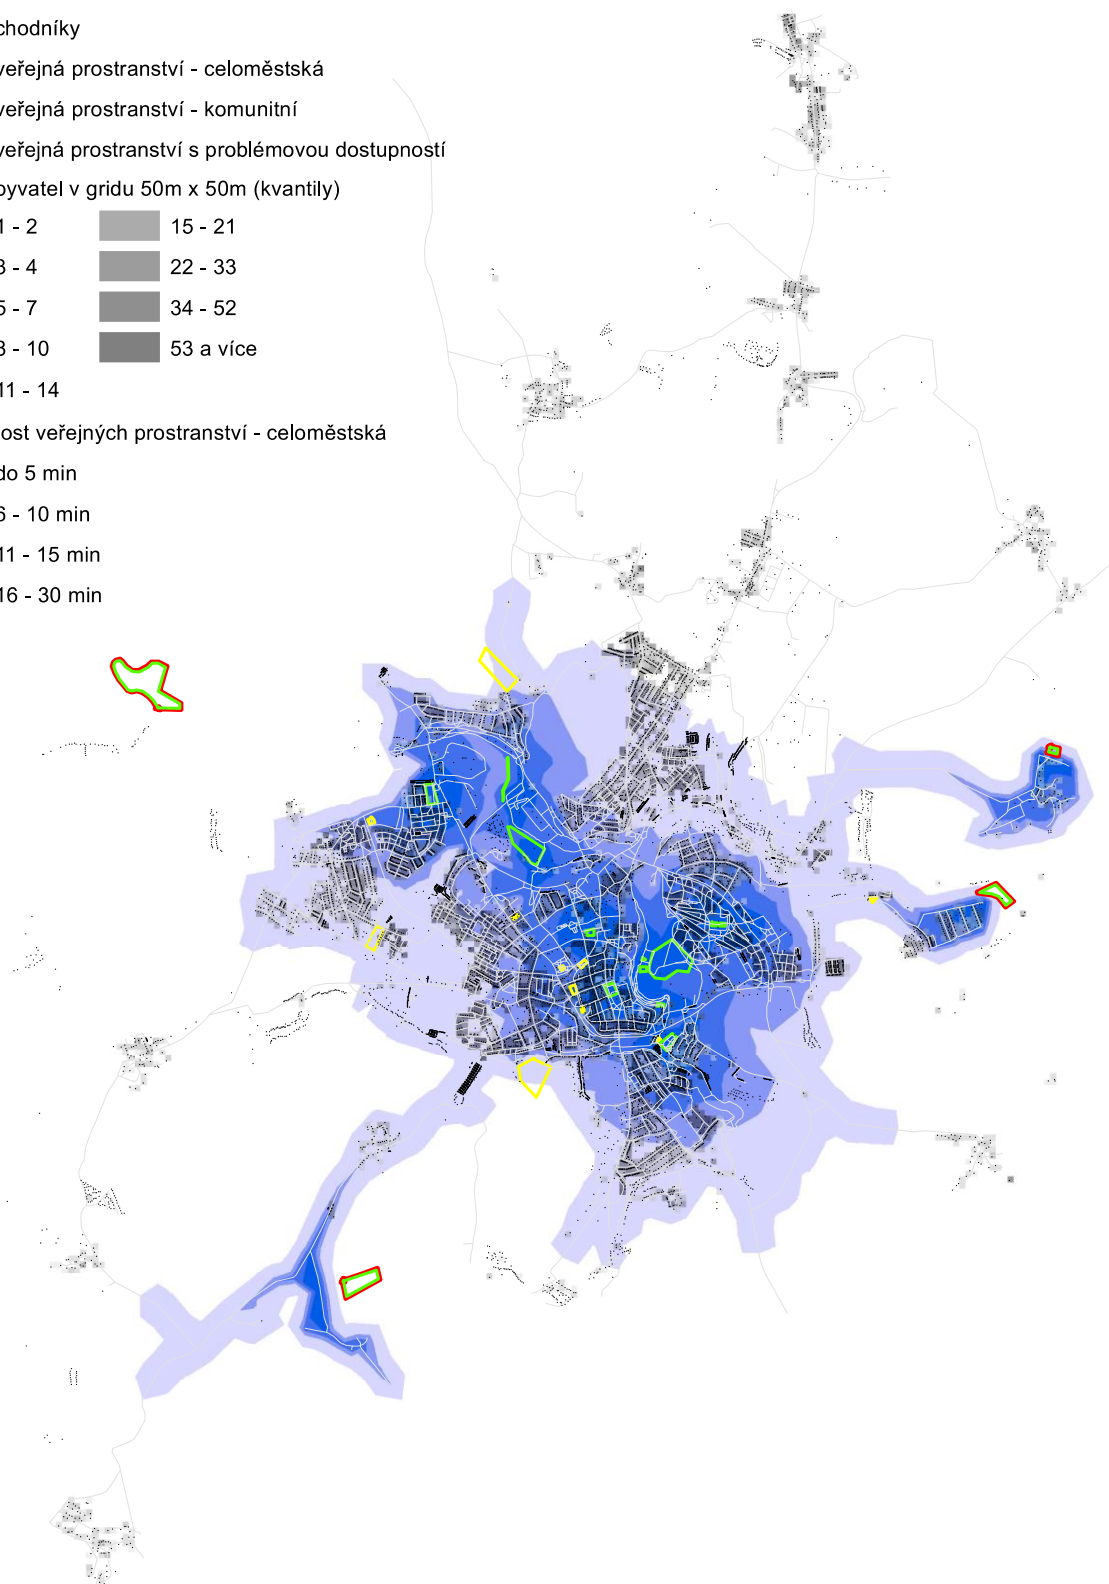 chodníky
veřejná prostranství - celoměstská
veřejná prostranství - komunitní
veřejná prostranství s problémovou dostupností
byvatel v gridu 50m x 50m (kvantily)
1 - 2
15 - 21
3 - 4
22 - 33
5 - 7
34 - 52
8 - 10
53 a více
11 - 14
ost veřejných prostranství - celoměstská
do 5 min
6 - 10 min
11 - 15 min
16 - 30 min